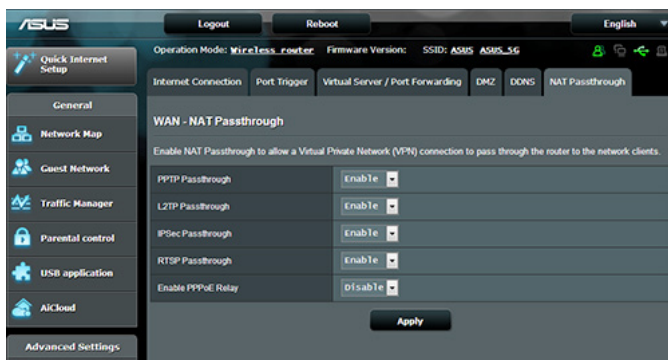 ASUS
Logout
Reboot
English
Quick Internet Setup
Operation Mode: Wireless router Firmware Version: SSID: ASUS ASUS_5G
Internet Connection
Port Trigger
Virtual Server / Port Forwarding
DMZ
DDNS
NAT Passthrough
General
Network Map
Guest Network
Traffic Manager
Parental control
USB application
AiCloud
Advanced Settings
WAN - NAT Passthrough
Enable NAT Passthrough to allow a Virtual Private Network (VPN) connection to pass through the router to the network clients.
PPTP Passthrough Enable
L2TP Passthrough Enable
IPSec Passthrough Enable
RTSP Passthrough Enable
Enable PPPoE Relay Disable
Apply